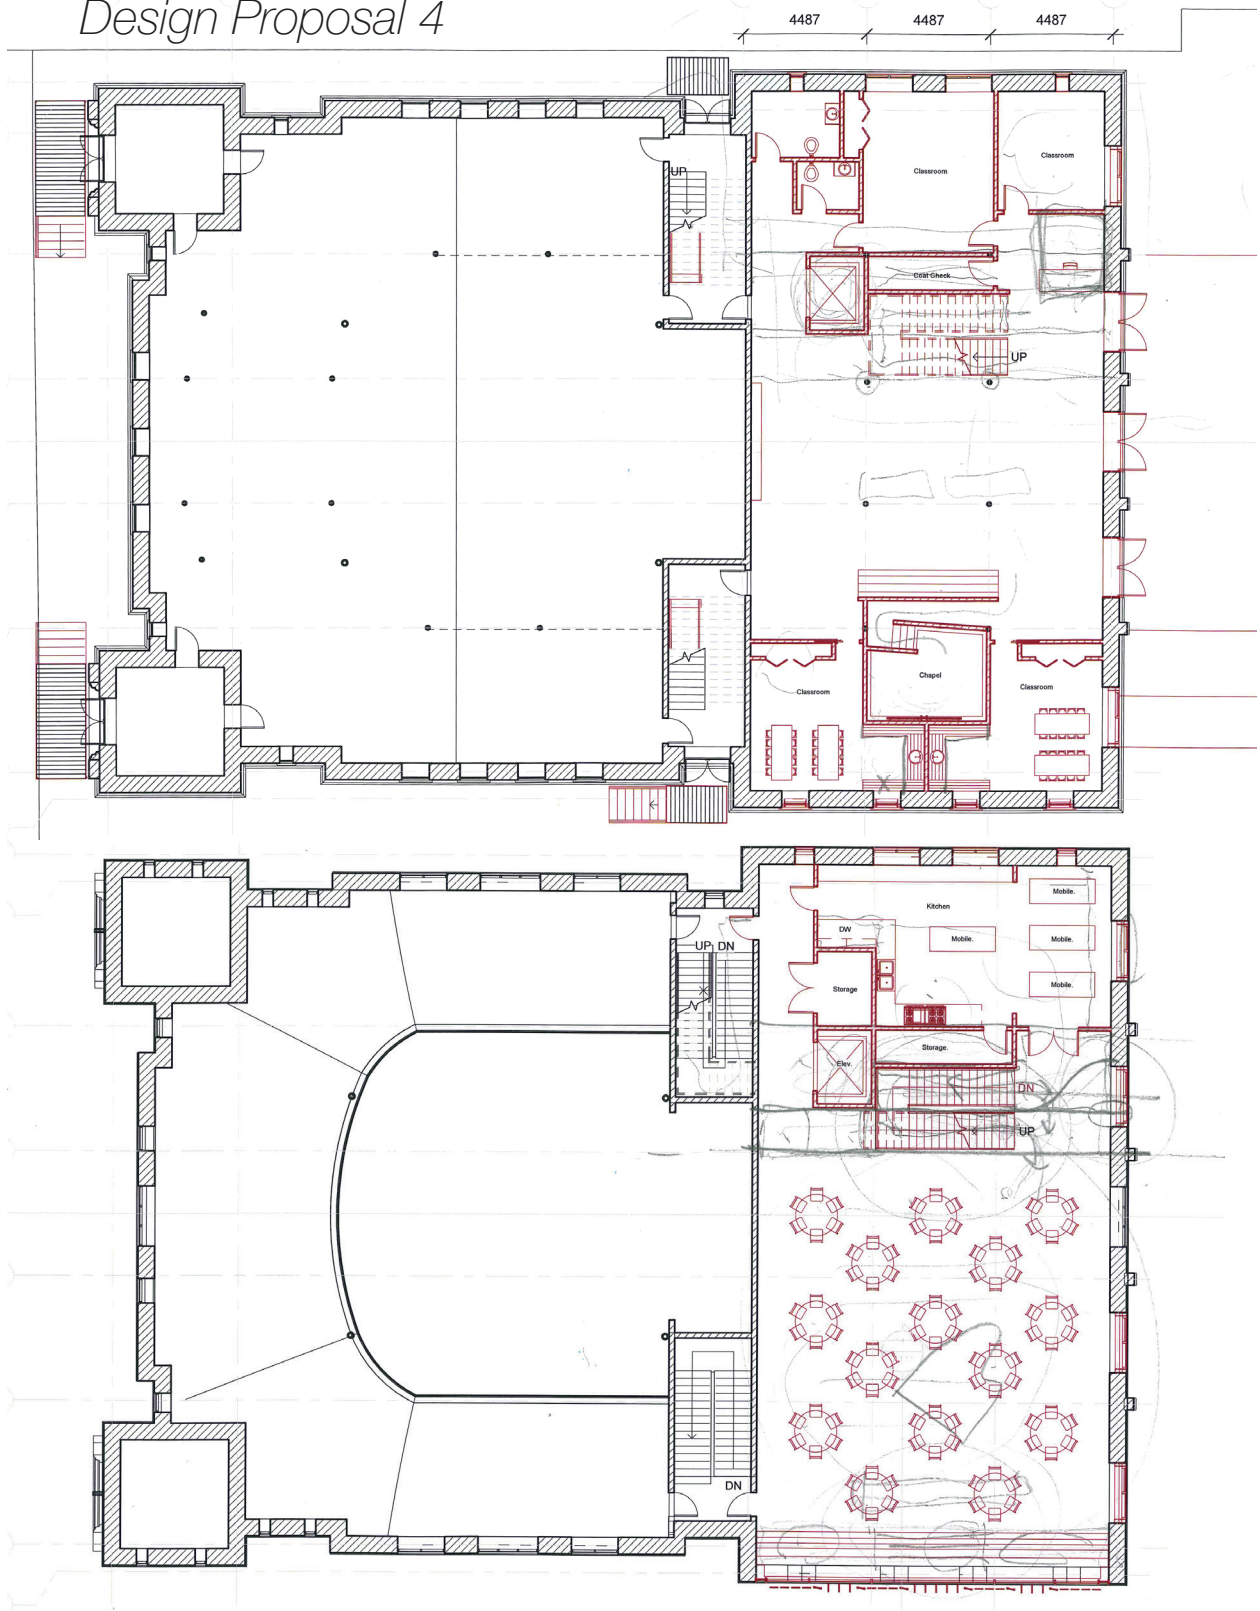 Design Proposal 4
4487 4487 4487
Classroom
Classroom
UP
Coat Check
UP
Classroom
Chapel
Classroom
Kitchen
Mobile.
DW
Mobile.
Mobile.
UP DN
Storage
Mobile.
Storage.
Elev.
DN
UP
DN